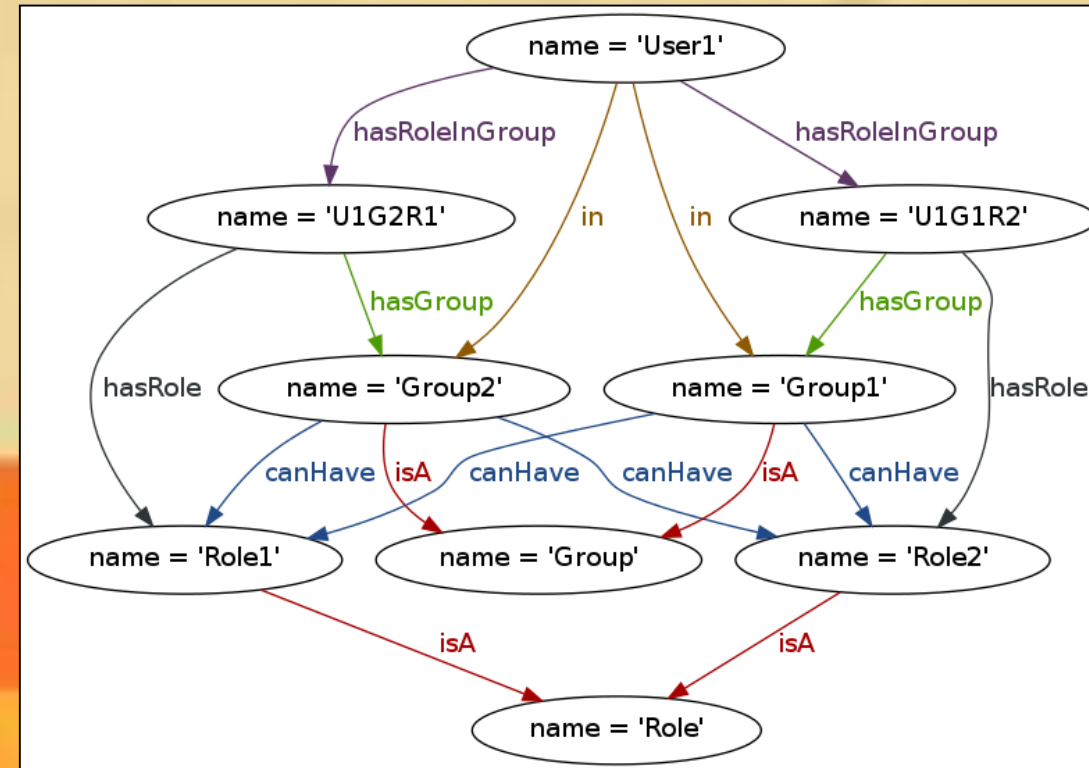 name = 'User1'
hasRoleInGroup
hasRoleInGroup
name = 'U1G2R1'
in
in
name = 'U1G1R2'
hasGroup
hasGroup
hasRole
name = 'Group2'
name = 'Group1'
hasRole
canHave
isA
canHave
canHave
isA
canHave
name = 'Role1'
name = 'Group'
name = 'Role2'
isA
isA
name = 'Role'